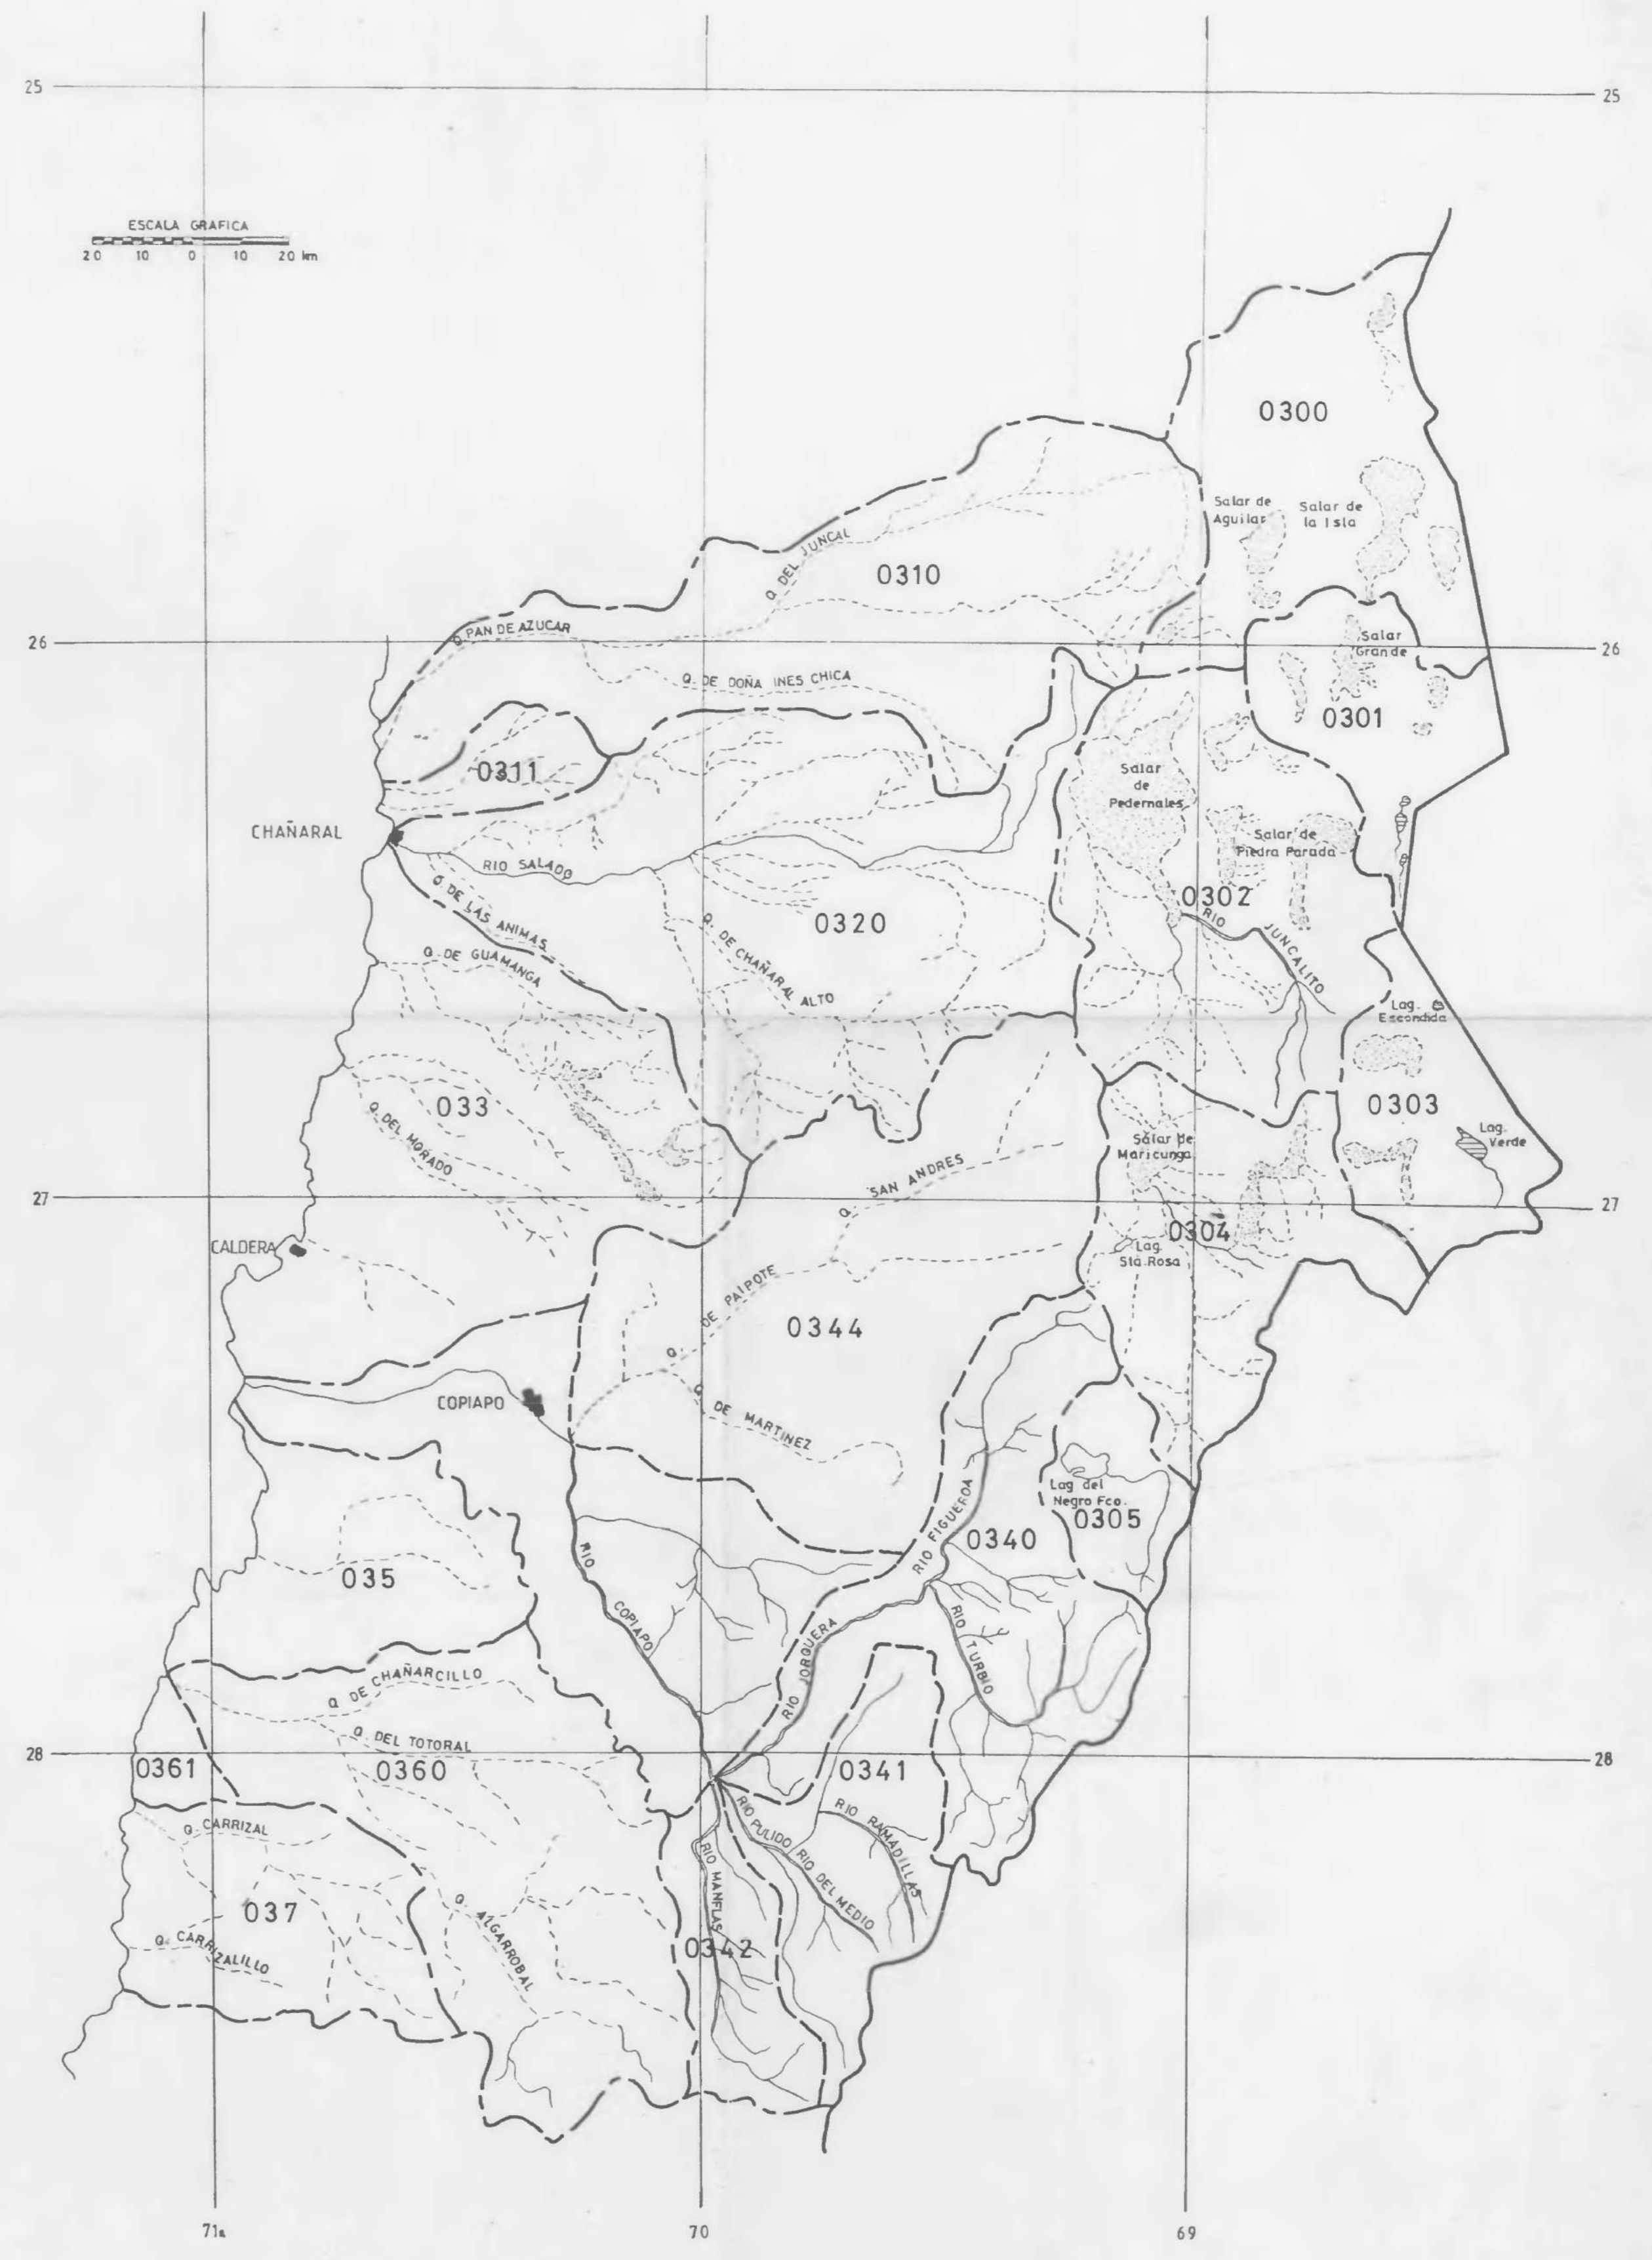 25
25
ESCALA GRAFICA
20 10 0 10 20 km
0300
Salar de
Aguilar
Salar de
la Isla
Q. DEL JUNCAL
0310
Q. PAN DE AZUCAR
26
26
Salar
Grande
Q. DE DOÑA INES CHICA
0301
0311
Salar
de
Pedernales
CHAÑARAL
Salar de
Piedra Parada
RIO SALADO
Q. DE LAS ANIMAS
0302
RIO JUNCALITO
0320
Q. DE CHAÑARAL ALTO
Q. DE GUAMANGA
Lag.
Escondida
033
0303
Q. DEL MORADO
Lag.
Verde
Salar de
Maricunga
Q. SAN ANDRES
27
27
0304
CALDERA
Lag.
Sta. Rosa
Q. DE PAIPOTE
0344
COPIAPO
Q. DE MARTINEZ
Lag del
Negro Fco.
0305
RIO FIGUEROA
0340
035
RIO COPIAPO
RIO TURBIO
RIO JORQUERA
Q. DE CHAÑARCILLO
Q. DEL TOTORAL
28
28
0361
0360
0341
Q. CARRIZAL
RIO PULIDO
RIO RAMADILLAS
RIO DEL MEDIO
RIO MANFLAS
037
Q. ALGARROBAL
Q. CARRIZALILLO
0342
71
70
69